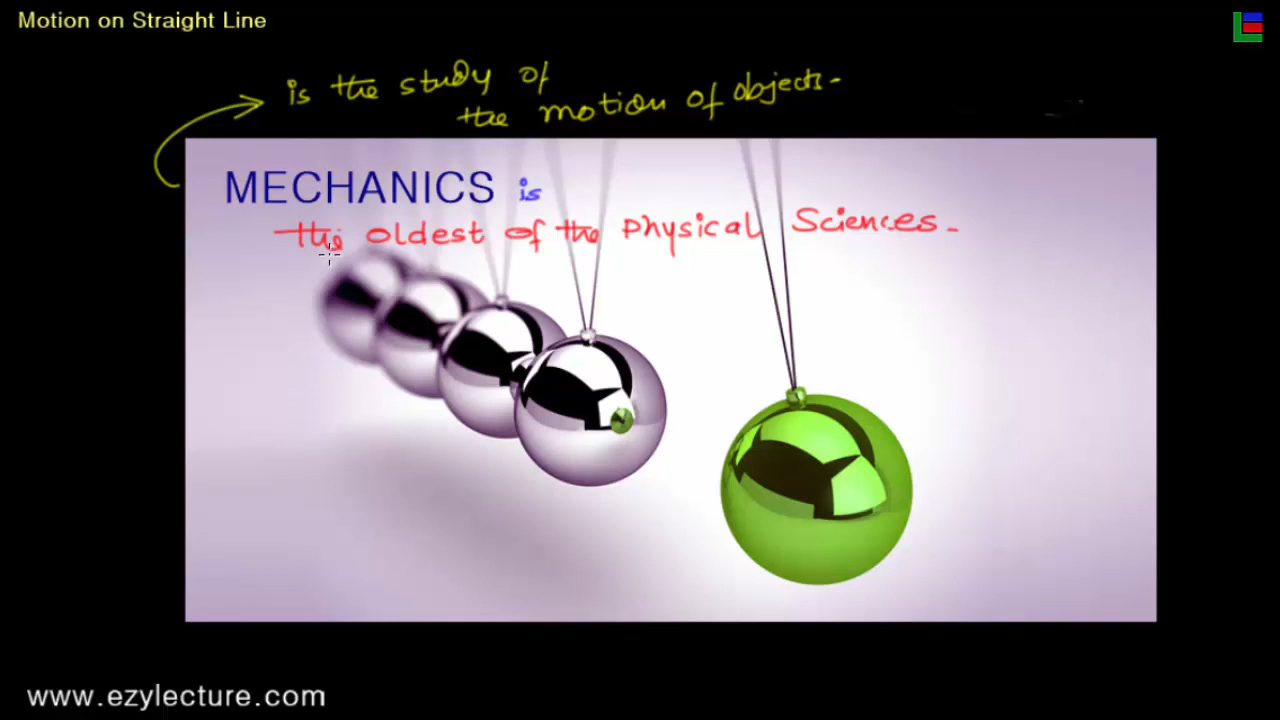 Motion on Straight Line
is the study of
the motion of objects.
MECHANICS is
the oldest of the Physical Sciences.
www.ezylecture.com